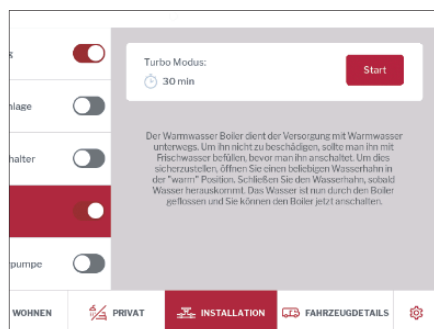 Turbo Modus:
30 min
Start
Der Warmwasser Boiler dient der Versorgung mit Warmwasser
unterwegs. Um ihn nicht zu beschädigen, sollte man ihn mit
Frischwasser befüllen, bevor man ihn anschaltet. Um dies
sicherzustellen, öffnen Sie einen beliebigen Wasserhahn in
der "warm" Position. Schließen Sie den Wasserhahn, sobald
Wasser herauskommt. Das Wasser ist nun durch den Boiler
geflossen und Sie können den Boiler jetzt anschalten.
g
nlage
halter
pumpe
WOHNEN
PRIVAT
INSTALLATION
FAHRZEUGDETAILS